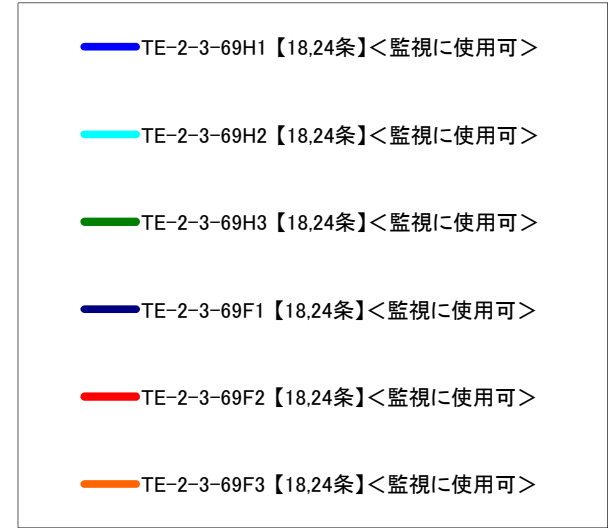 TE-2-3-69H1【18,24条】＜監視に使用可＞
TE-2-3-69H2【18,24条】＜監視に使用可＞
TE-2-3-69H3【18,24条】＜監視に使用可＞
TE-2-3-69F1【18,24条】＜監視に使用可＞
TE-2-3-69F2【18,24条】＜監視に使用可＞
TE-2-3-69F3【18,24条】＜監視に使用可＞